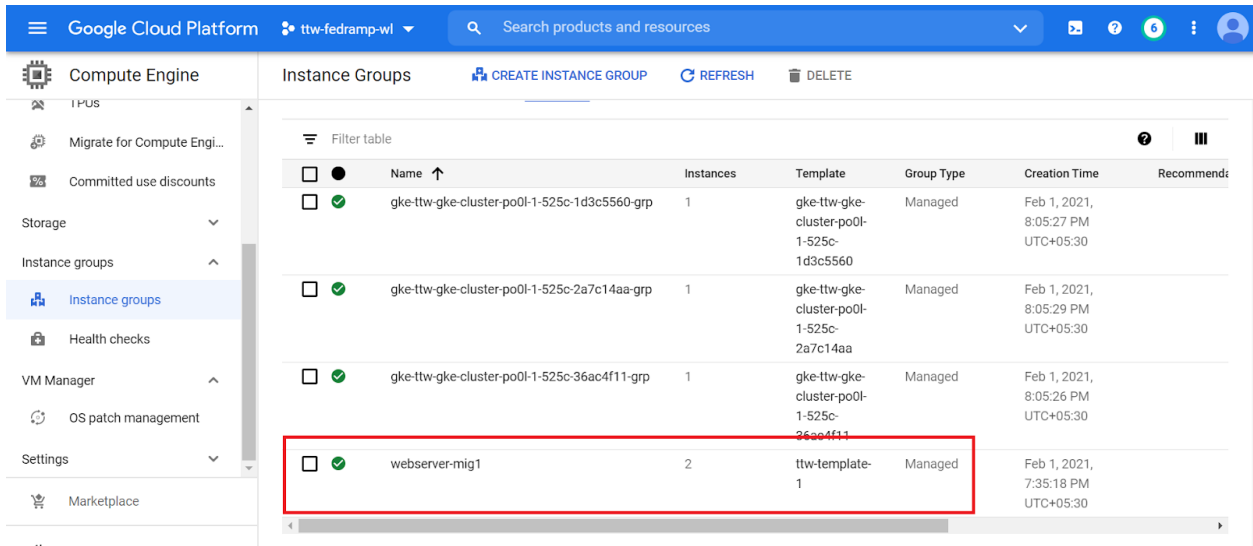 Google Cloud Platform
ttw-fedramp-wl
Search products and resources
6
Compute Engine
Instance Groups
CREATE INSTANCE GROUP
REFRESH
DELETE
TPUs
Migrate for Compute Engi...
Committed use discounts
Storage
Instance groups
Instance groups
Health checks
VM Manager
OS patch management
Settings
Marketplace
Filter table
Name Instances Template Group Type Creation Time Recommenda
gke-ttw-gke-cluster-po0l-1-525c-1d3c5560-grp 1 gke-ttw-gke- Managed Feb 1, 2021,
cluster-po0l- 8:05:27 PM
1-525c- UTC+05:30
1d3c5560
gke-ttw-gke-cluster-po0l-1-525c-2a7c14aa-grp 1 gke-ttw-gke- Managed Feb 1, 2021,
cluster-po0l- 8:05:29 PM
1-525c- UTC+05:30
2a7c14aa
gke-ttw-gke-cluster-po0l-1-525c-36ac4f11-grp 1 gke-ttw-gke- Managed Feb 1, 2021,
cluster-po0l- 8:05:26 PM
1-525c- UTC+05:30
36ac4f11
webserver-mig1 2 ttw-template- Managed Feb 1, 2021,
1 7:35:18 PM
UTC+05:30